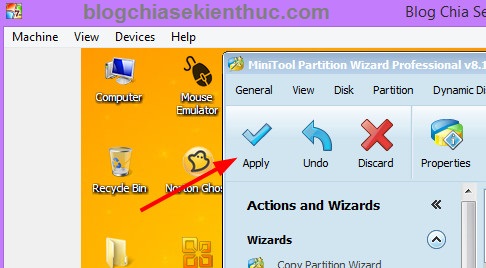 blogchiasekienthuc.com
Blog Chia Se
Machine View Devices Help
MiniTool Partition Wizard Professional v8.1
General View Disk Partition Dynamic Di
Computer
Mouse
Emulator
Apply Undo Discard Properties
Recycle Bin
Norton Ghos
Actions and Wizards
Wizards
Copy Partition Wizard